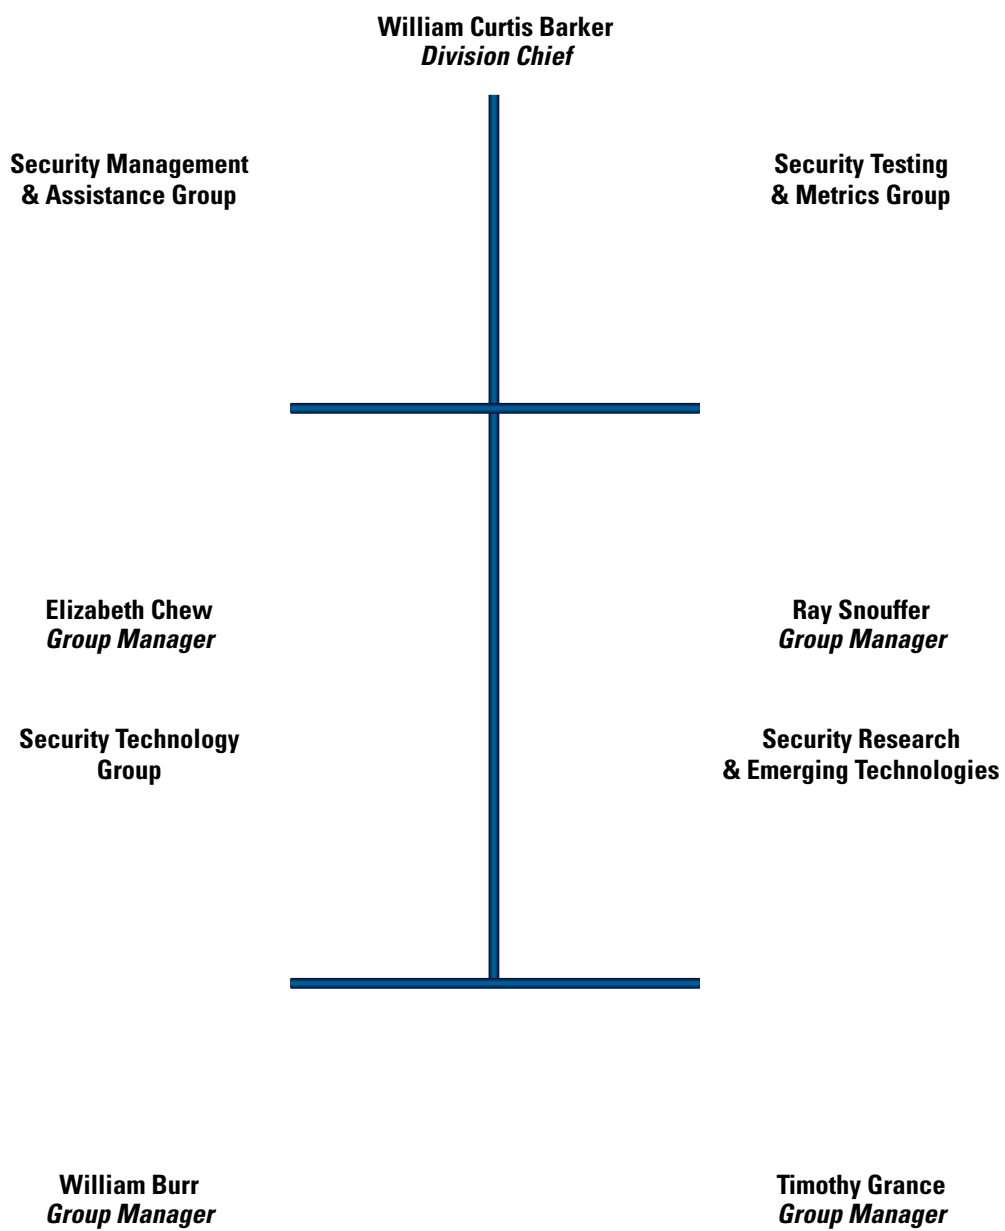 William Curtis Barker
Division Chief
Security Management
& Assistance Group
Security Testing
& Metrics Group
Elizabeth Chew
Group Manager
Ray Snouffer
Group Manager
Security Technology
Group
Security Research
& Emerging Technologies
William Burr
Group Manager
Timothy Grance
Group Manager